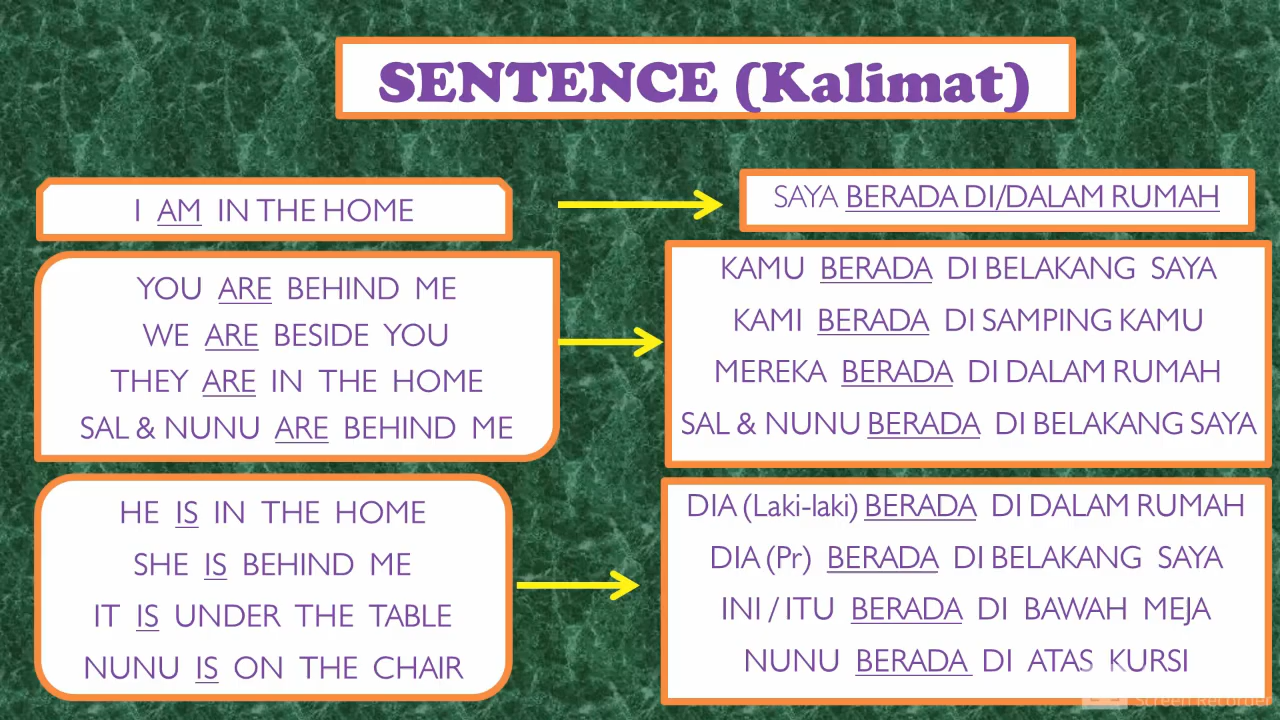 SENTENCE (Kalimat)
I AM IN THE HOME
SAYA BERADA DI/DALAM RUMAH
YOU ARE BEHIND ME
WE ARE BESIDE YOU
THEY ARE IN THE HOME
SAL & NUNU ARE BEHIND ME
KAMU BERADA DI BELAKANG SAYA
KAMI BERADA DI SAMPING KAMU
MEREKA BERADA DI DALAM RUMAH
SAL & NUNU BERADA DI BELAKANG SAYA
HE IS IN THE HOME
SHE IS BEHIND ME
IT IS UNDER THE TABLE
NUNU IS ON THE CHAIR
DIA (Laki-laki) BERADA DI DALAM RUMAH
DIA (Pr) BERADA DI BELAKANG SAYA
INI / ITU BERADA DI BAWAH MEJA
NUNU BERADA DI ATAS KURSI
Screen Recorder